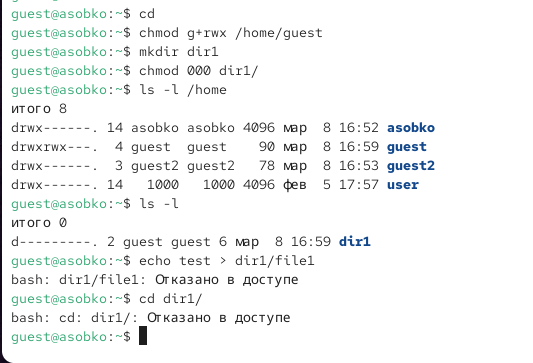 guest@asobko:~$ cd
guest@asobko:~$ chmod g+rwx /home/guest
guest@asobko:~$ mkdir dir1
guest@asobko:~$ chmod 000 dir1/
guest@asobko:~$ ls -l /home
итого 8
drwx------. 14 asobko asobko 4096 мар  8 16:52 asobko
drwxrwx---.  4 guest  guest    90 мар  8 16:59 guest
drwx------.  3 guest2 guest2   78 мар  8 16:53 guest2
drwx------. 14   1000   1000 4096 фев  5 17:57 user
guest@asobko:~$ ls -l
итого 0
d---------. 2 guest guest 6 мар  8 16:59 dir1
guest@asobko:~$ echo test > dir1/file1
bash: dir1/file1: Отказано в доступе
guest@asobko:~$ cd dir1/
bash: cd: dir1/: Отказано в доступе
guest@asobko:~$